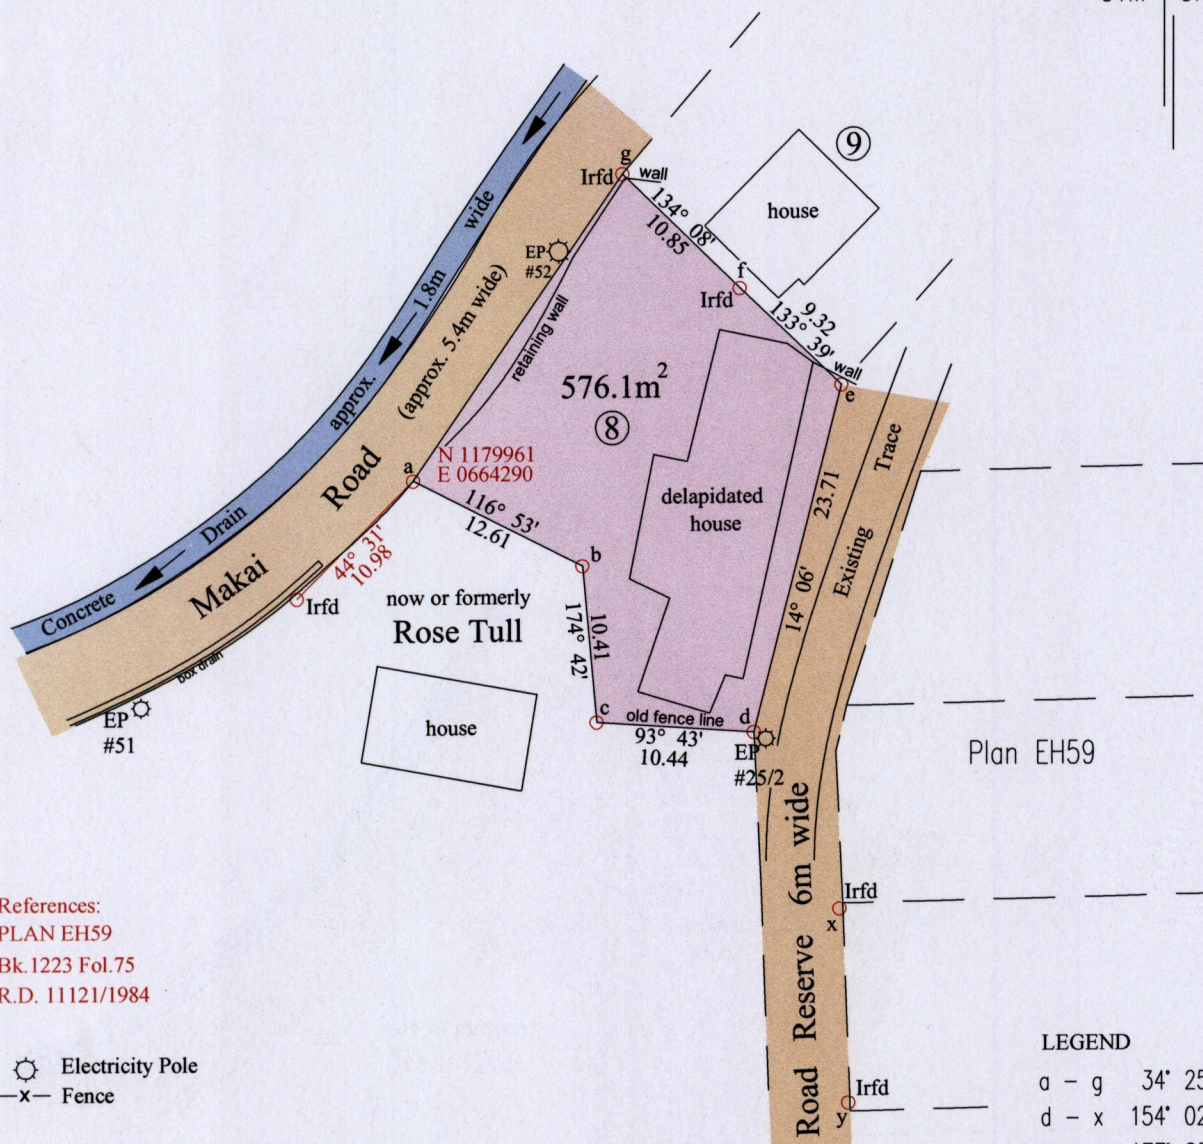 g
Irfd
wall
134° 08'
10.85
9
house
f
Irfd
9.32
133° 39'
wall
e
EP
#52
retaining wall
wide
1.8m
approx.
Drain
Concrete
(approx. 5.4m wide)
Road
Makai
576.1m²
8
a
N 1179961
E 0664290
116° 53'
12.61
44° 31'
10.98
Irfd
b
delapidated
house
23.71
14° 06'
Trace
Existing
now or formerly
Rose Tull
10.41
174° 42'
box drain
EP
#51
house
c
old fence line
d
93° 43'
10.44
EP
#25/2
Plan EH59
Road Reserve 6m wide
Irfd
x
References:
PLAN EH59
Bk.1223 Fol.75
R.D. 11121/1984
Electricity Pole
x Fence
Irfd
y
LEGEND
a - g 34° 25
d - x 154° 02